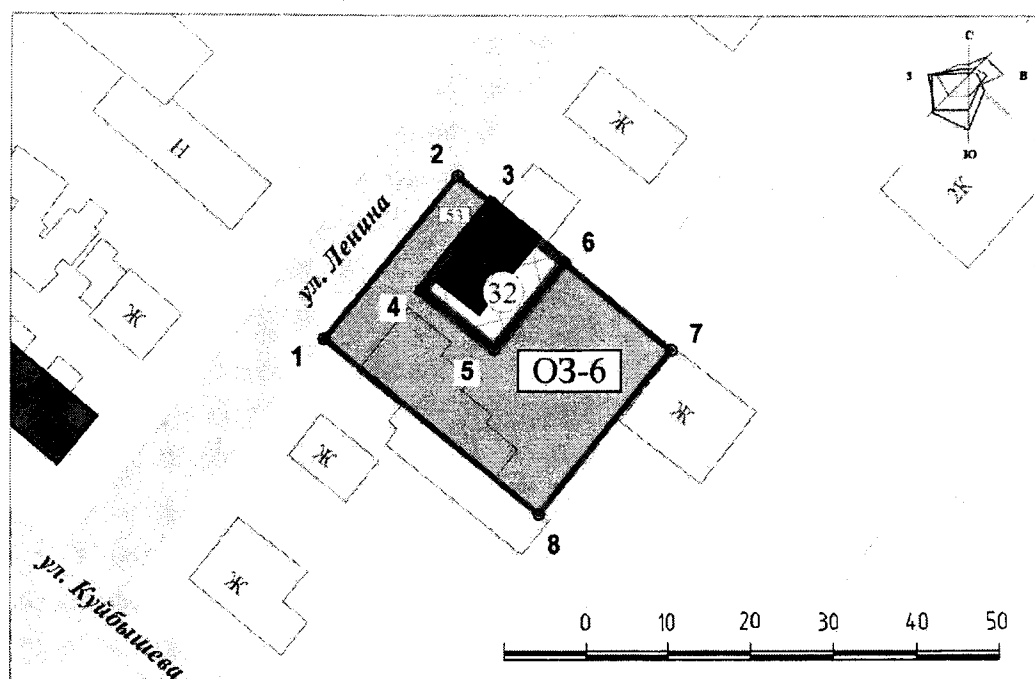 С
З
В
Ю
Ж
Н
2К
2
3
53
6
ул. Ленина
32
4
Ж
1
7
5
ОЗ-6
Ж
Ж
8
ул. Куйбышева
Ж
0 10 20 30 40 50